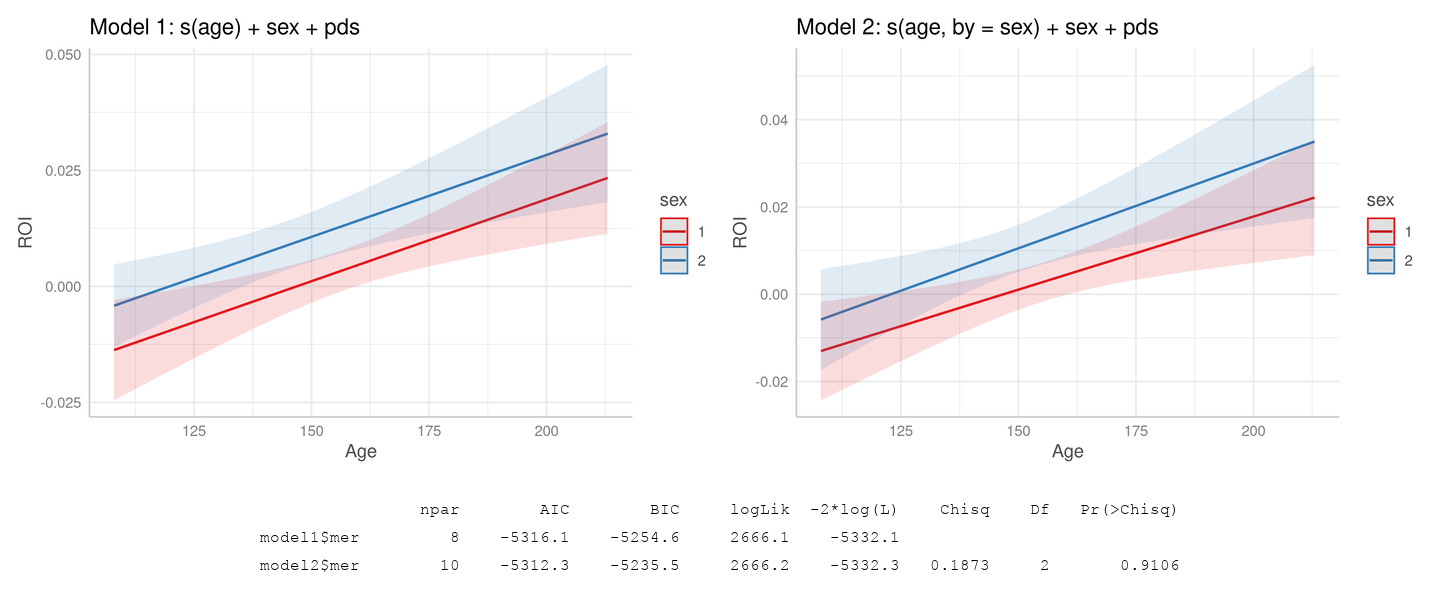 Model 1: s(age) + sex + pds
0.050
0.025
0.000
-0.025
ROI
125 150 175 200
Age
sex
1
2
Model 2: s(age, by = sex) + sex + pds
0.04
0.02
0.00
-0.02
ROI
125 150 175 200
Age
sex
1
2
npar AIC BIC logLik -2*log(L) Chisq Df Pr(>Chisq)
model1$mer 8 -5316.1 -5254.6 2666.1 -5332.1
model2$mer 10 -5312.3 -5235.5 2666.2 -5332.3 0.1873 2 0.9106